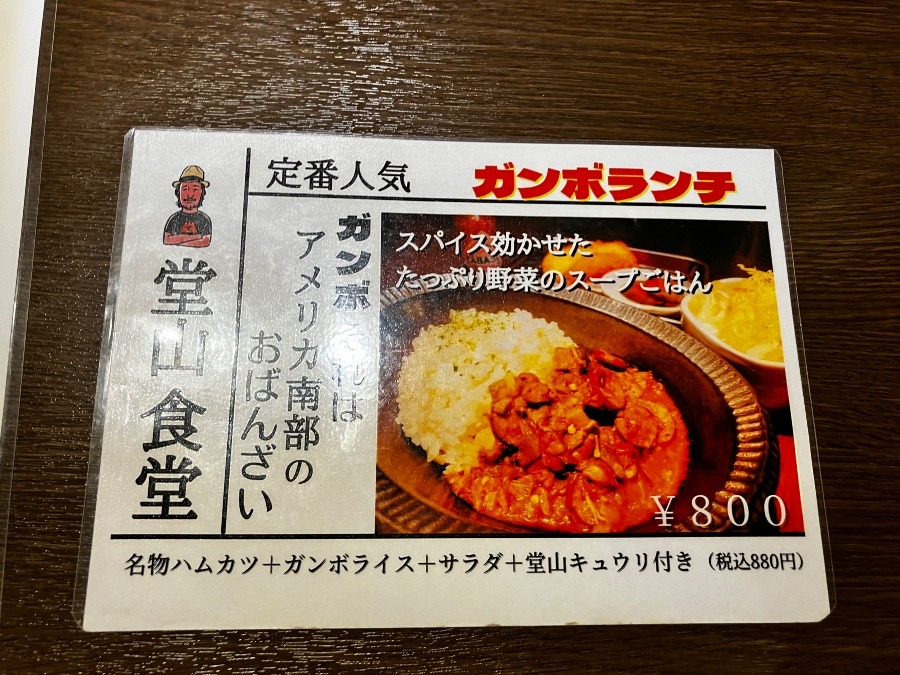 堂山食堂
定番人気
ガンボランチ
ガンボ
は
アメリカ南部の
おばんざい
スパイス効かせた
たっぷり野菜のスープごはん
￥８００
名物ハムカツ＋ガンボライス＋サラダ＋堂山キュウリ付き（税込880円）